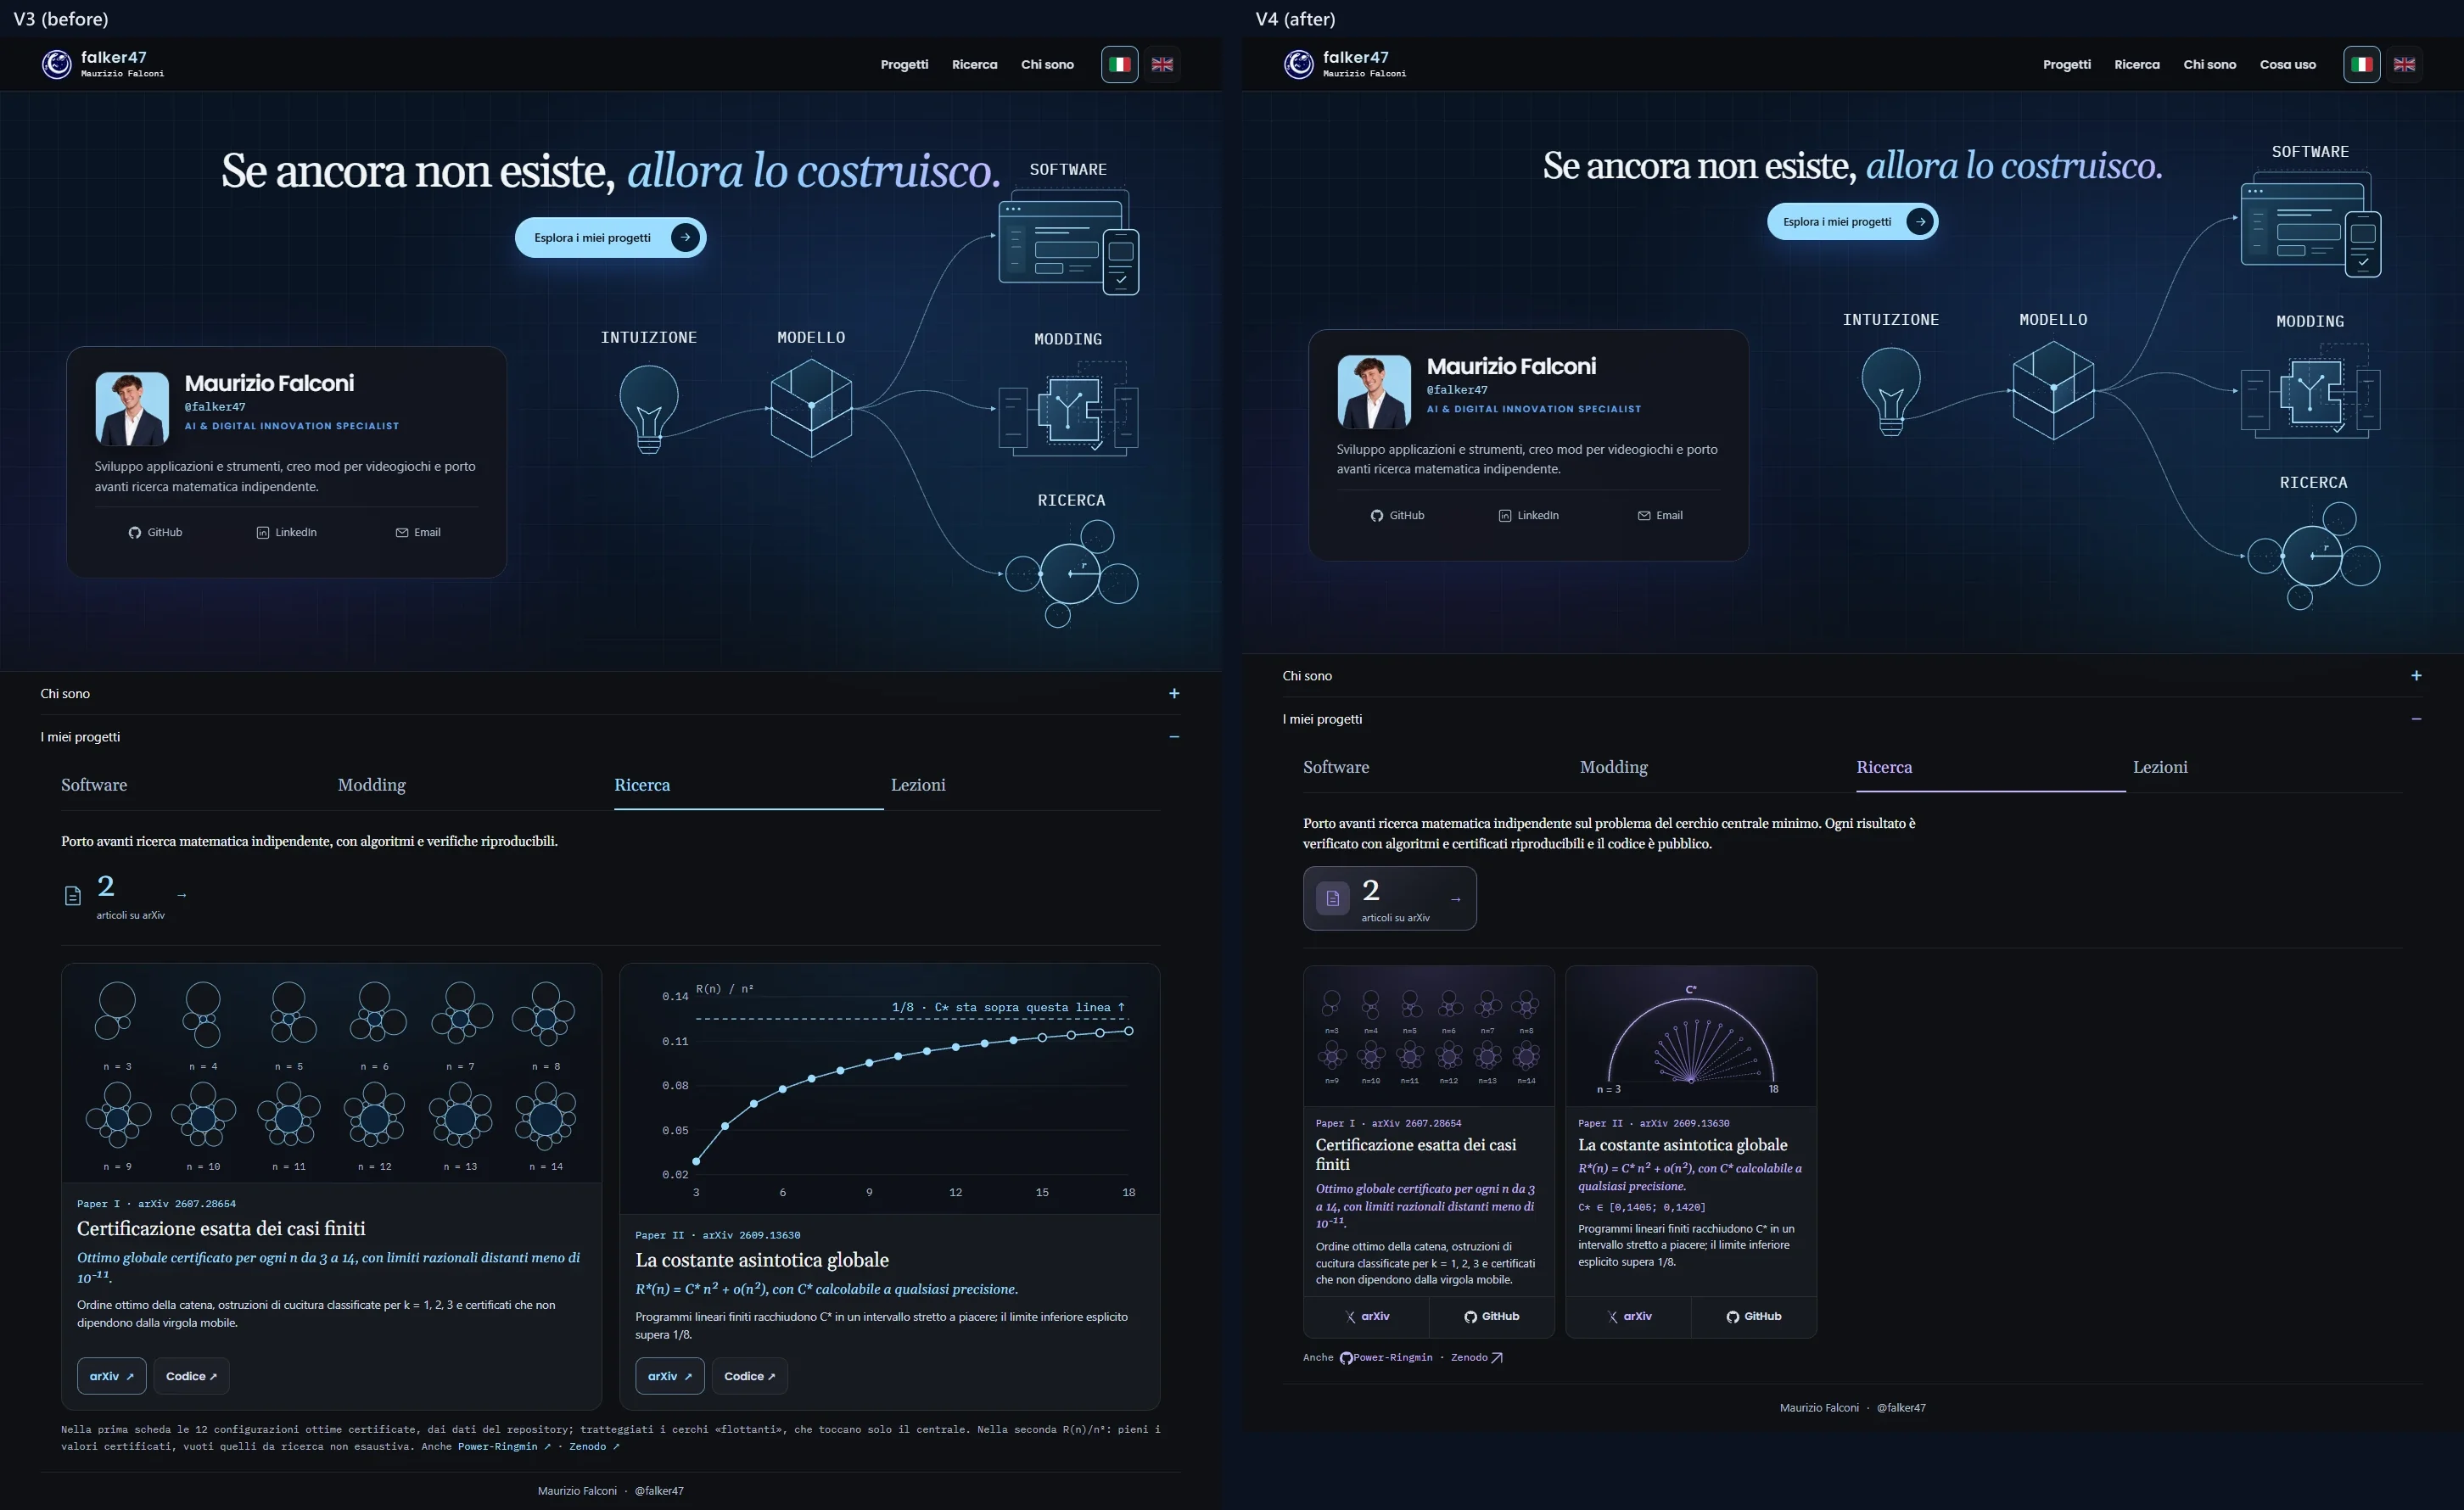 V3 (before)
falker47
Maurizio Falconi
Progetti
Ricerca
Chi sono
Se ancora non esiste, allora lo costruisco.
Esplora i miei progetti →
SOFTWARE
INTUIZIONE
MODELLO
MODDING
RICERCA
r
Maurizio Falconi
@falker47
AI & DIGITAL INNOVATION SPECIALIST
Sviluppo applicazioni e strumenti, creo mod per videogiochi e porto
avanti ricerca matematica indipendente.
GitHub
LinkedIn
Email
Chi sono +
I miei progetti −
Software
Modding
Ricerca
Lezioni
Porto avanti ricerca matematica indipendente, con algoritmi e verifiche riproducibili.
2 →
articoli su arXiv
n = 3
n = 4
n = 5
n = 6
n = 7
n = 8
n = 9
n = 10
n = 11
n = 12
n = 13
n = 14
Paper I · arXiv 2607.28654
Certificazione esatta dei casi finiti
Ottimo globale certificato per ogni n da 3 a 14, con limiti razionali distanti meno di
10⁻¹¹.
Ordine ottimo della catena, ostruzioni di cucitura classificate per k = 1, 2, 3 e certificati che non
dipendono dalla virgola mobile.
arXiv ↗
Codice ↗
R(n) / n²
1/8 · C* sta sopra questa linea ↑
0.14
0.11
0.08
0.05
0.02
3
6
9
12
15
18
Paper II · arXiv 2609.13630
La costante asintotica globale
R*(n) = C* n² + o(n²), con C* calcolabile a qualsiasi precisione.
Programmi lineari finiti racchiudono C* in un intervallo stretto a piacere; il limite inferiore esplicito
supera 1/8.
arXiv ↗
Codice ↗
Nella prima scheda le 12 configurazioni ottime certificate, dai dati del repository; tratteggiati i cerchi «flottanti», che toccano solo il centrale. Nella seconda R(n)/n²: pieni i
valori certificati, vuoti quelli da ricerca non esaustiva. Anche Power-Ringmin ↗ · Zenodo ↗
Maurizio Falconi · @falker47
V4 (after)
falker47
Maurizio Falconi
Progetti
Ricerca
Chi sono
Cosa uso
Se ancora non esiste, allora lo costruisco.
Esplora i miei progetti →
SOFTWARE
INTUIZIONE
MODELLO
MODDING
RICERCA
r
Maurizio Falconi
@falker47
AI & DIGITAL INNOVATION SPECIALIST
Sviluppo applicazioni e strumenti, creo mod per videogiochi e porto
avanti ricerca matematica indipendente.
GitHub
LinkedIn
Email
Chi sono +
I miei progetti −
Software
Modding
Ricerca
Lezioni
Porto avanti ricerca matematica indipendente sul problema del cerchio centrale minimo. Ogni risultato è
verificato con algoritmi e certificati riproducibili e il codice è pubblico.
2 →
articoli su arXiv
n=3
n=4
n=5
n=6
n=7
n=8
n=9
n=10
n=11
n=12
n=13
n=14
Paper I · arXiv 2607.28654
Certificazione esatta dei casi
finiti
Ottimo globale certificato per ogni n da 3
a 14, con limiti razionali distanti meno di
10⁻¹¹.
Ordine ottimo della catena, ostruzioni di
cucitura classificate per k = 1, 2, 3 e certificati
che non dipendono dalla virgola mobile.
arXiv
GitHub
C*
n = 3
18
Paper II · arXiv 2609.13630
La costante asintotica globale
R*(n) = C* n² + o(n²), con C* calcolabile a
qualsiasi precisione.
C* ∈ [0,1405; 0,1420]
Programmi lineari finiti racchiudono C* in un
intervallo stretto a piacere; il limite inferiore
esplicito supera 1/8.
arXiv
GitHub
Anche Power-Ringmin · Zenodo ↗
Maurizio Falconi · @falker47